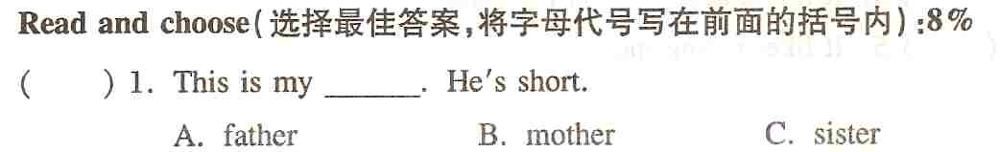 Read and choose(选择最佳答案,将字母代号写在前面的括号内):8%
(     ) 1. This is my ______. He's short.
A. father     B. mother     C. sister